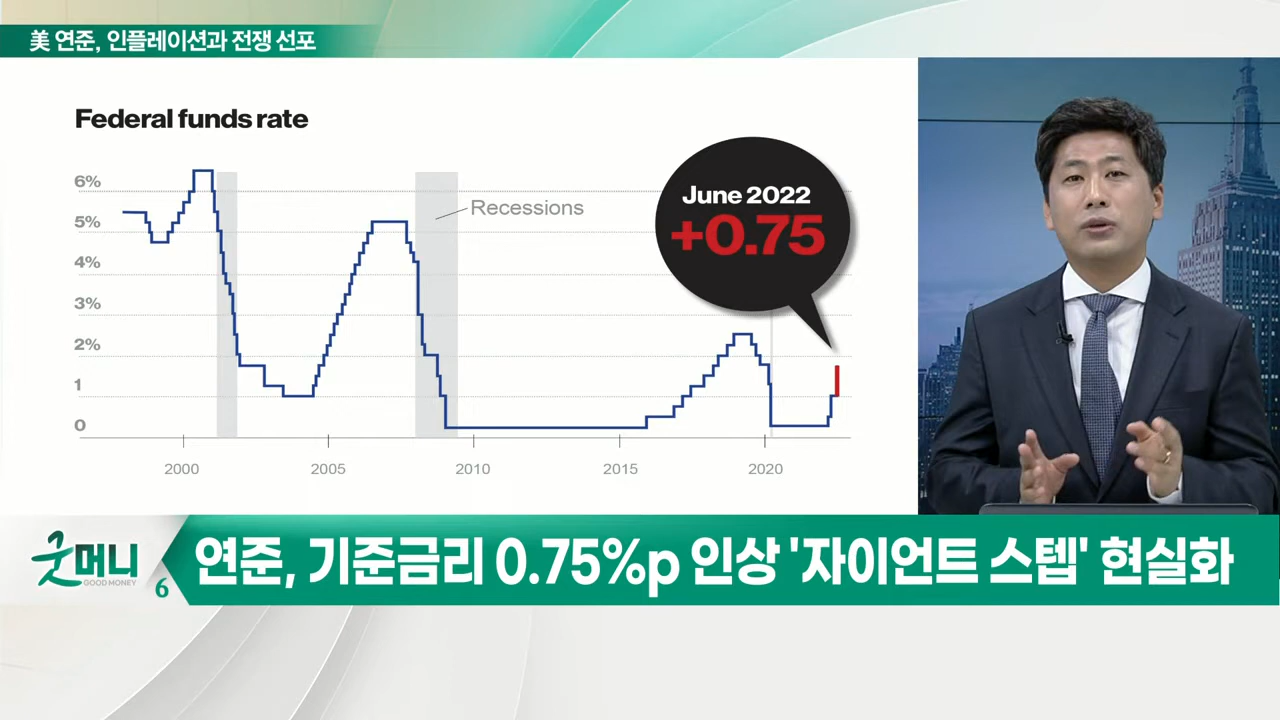 美 연준, 인플레이션과 전쟁 선포
Federal funds rate
6%
5%
4%
3%
2%
1
0
Recessions
June 2022
+0.75
2000
2005
2010
2015
2020
굿머니
GOOD MONEY
6
연준, 기준금리 0.75%p 인상 '자이언트 스텝' 현실화